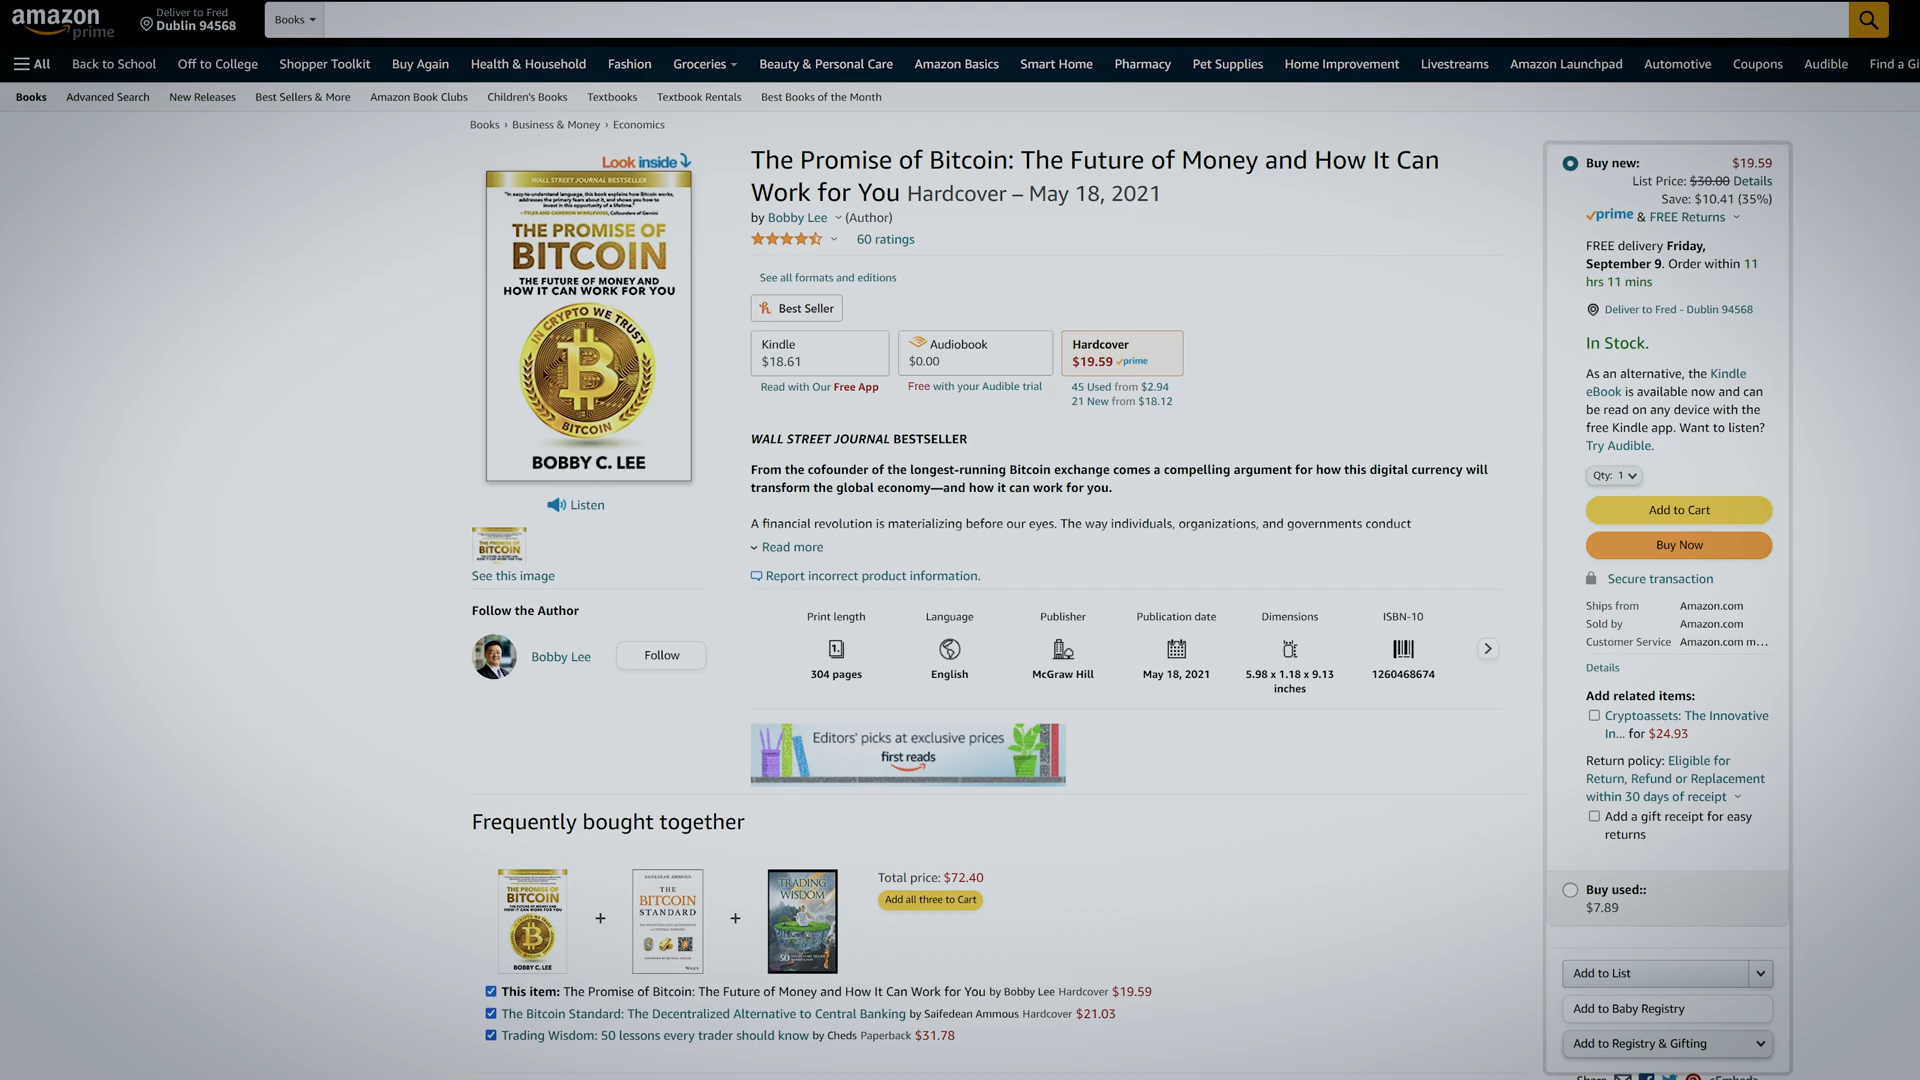 amazon
prime
Deliver to Fred
Dublin 94568
Books
All
Back to School
Off to College
Shopper Toolkit
Buy Again
Health & Household
Fashion
Groceries
Beauty & Personal Care
Amazon Basics
Smart Home
Pharmacy
Pet Supplies
Home Improvement
Livestreams
Amazon Launchpad
Automotive
Coupons
Audible
Find a Gi
Books
Advanced Search
New Releases
Best Sellers & More
Amazon Book Clubs
Children's Books
Textbooks
Textbook Rentals
Best Books of the Month
Books › Business & Money › Economics
Look inside
WALL STREET JOURNAL BESTSELLER
"In easy-to-understand language, this book explains how Bitcoin works,
addresses the primary fears about it, and shows you how to
invest in this opportunity of a lifetime."
—TYLER AND CAMERON WINKLEVOSS, Cofounders of Gemini
THE PROMISE OF
BITCOIN
THE FUTURE OF MONEY AND
HOW IT CAN WORK FOR YOU
IN CRYPTO WE TRUST
BITCOIN
BOBBY C. LEE
Listen
THE PROMISE OF
BITCOIN
See this image
Follow the Author
Bobby Lee
Follow
The Promise of Bitcoin: The Future of Money and How It Can
Work for You Hardcover – May 18, 2021
by Bobby Lee (Author)
60 ratings
See all formats and editions
Best Seller
Kindle
$18.61
Read with Our Free App
Audiobook
$0.00
Free with your Audible trial
Hardcover
$19.59 prime
45 Used from $2.94
21 New from $18.12
WALL STREET JOURNAL BESTSELLER
From the cofounder of the longest-running Bitcoin exchange comes a compelling argument for how this digital currency will
transform the global economy—and how it can work for you.
A financial revolution is materializing before our eyes. The way individuals, organizations, and governments conduct
Read more
Report incorrect product information.
Print length
304 pages
Language
English
Publisher
McGraw Hill
Publication date
May 18, 2021
Dimensions
5.98 x 1.18 x 9.13
inches
ISBN-10
1260468674
Editors' picks at exclusive prices
first reads
Frequently bought together
THE PROMISE OF
BITCOIN
THE FUTURE OF MONEY AND
HOW IT CAN WORK FOR YOU
BOBBY C. LEE
+
SAIFEDEAN AMMOUS
THE
BITCOIN
STANDARD
WILEY
+
TRADING
WISDOM
50
Total price: $72.40
Add all three to Cart
This item: The Promise of Bitcoin: The Future of Money and How It Can Work for You by Bobby Lee Hardcover $19.59
The Bitcoin Standard: The Decentralized Alternative to Central Banking by Saifedean Ammous Hardcover $21.03
Trading Wisdom: 50 lessons every trader should know by Cheds Paperback $31.78
Buy new: $19.59
List Price: $30.00 Details
Save: $10.41 (35%)
prime & FREE Returns
FREE delivery Friday,
September 9. Order within 11
hrs 11 mins
Deliver to Fred - Dublin 94568
In Stock.
As an alternative, the Kindle
eBook is available now and can
be read on any device with the
free Kindle app. Want to listen?
Try Audible.
Qty: 1
Add to Cart
Buy Now
Secure transaction
Ships from Amazon.com
Sold by Amazon.com
Customer Service Amazon.com m...
Details
Add related items:
Cryptoassets: The Innovative
In... for $24.93
Return policy: Eligible for
Return, Refund or Replacement
within 30 days of receipt
Add a gift receipt for easy
returns
Buy used::
$7.89
Add to List
Add to Baby Registry
Add to Registry & Gifting
Share
<Embed>